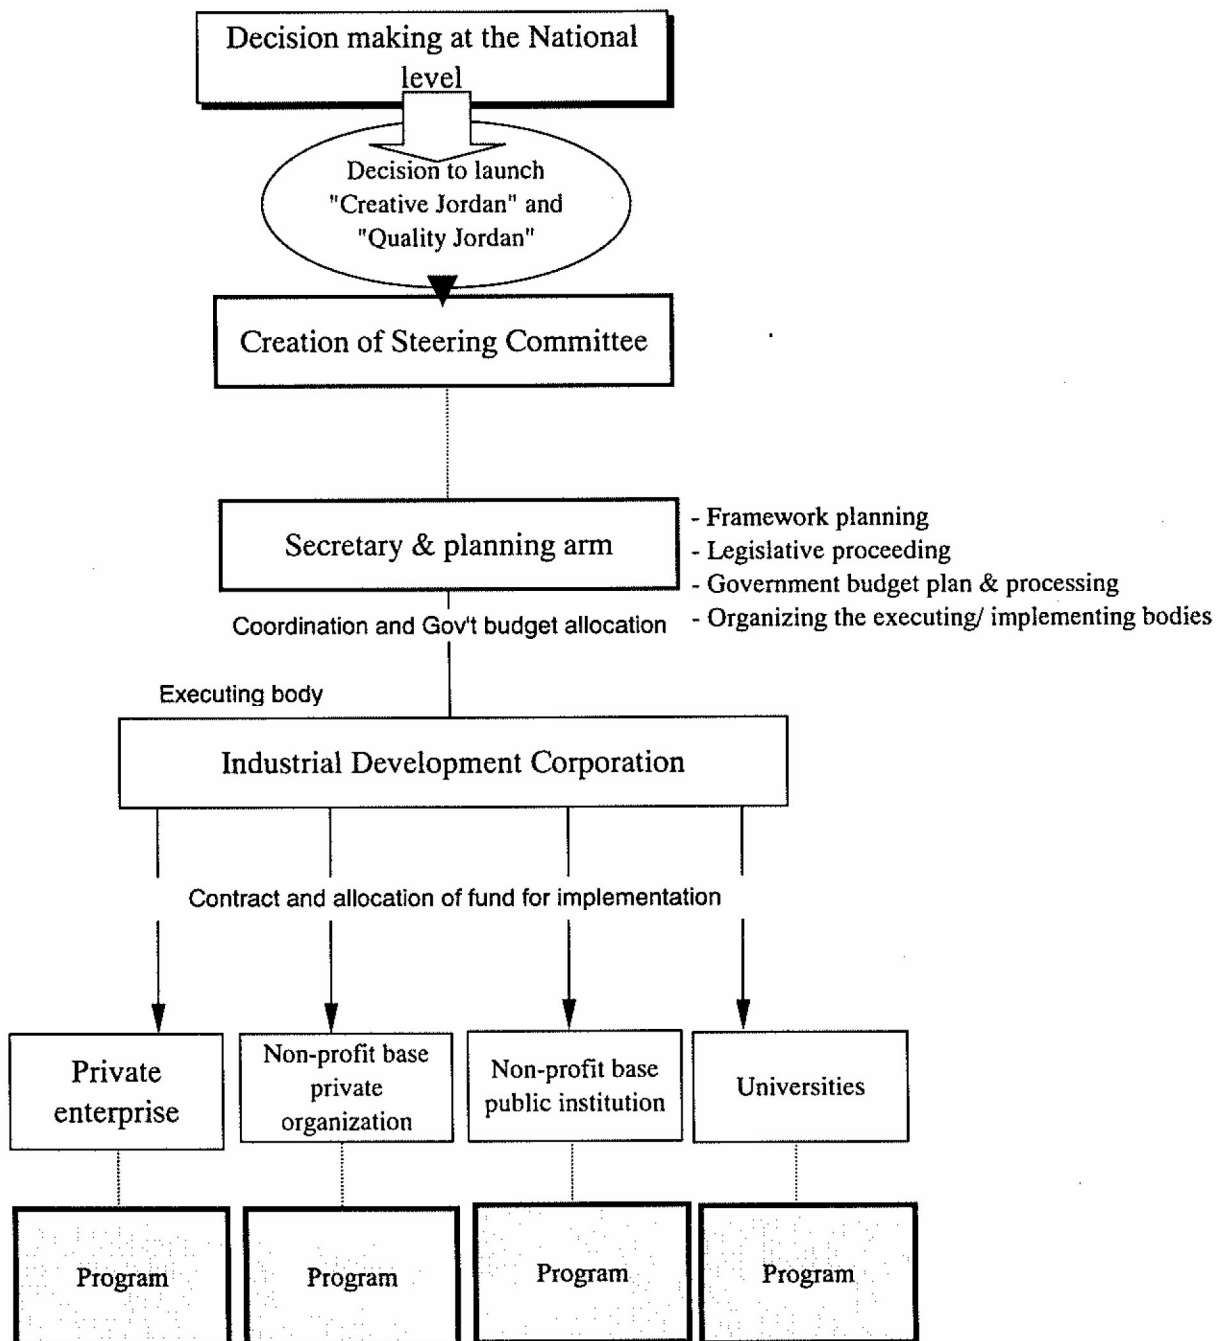 Decision making at the National
level
Decision to launch
"Creative Jordan" and
"Quality Jordan"
Creation of Steering Committee
Secretary & planning arm
- Framework planning
- Legislative proceeding
- Government budget plan & processing
- Organizing the executing/ implementing bodies
Coordination and Gov't budget allocation
Executing body
Industrial Development Corporation
Contract and allocation of fund for implementation
Private
enterprise
Non-profit base
private
organization
Non-profit base
public institution
Universities
Program
Program
Program
Program